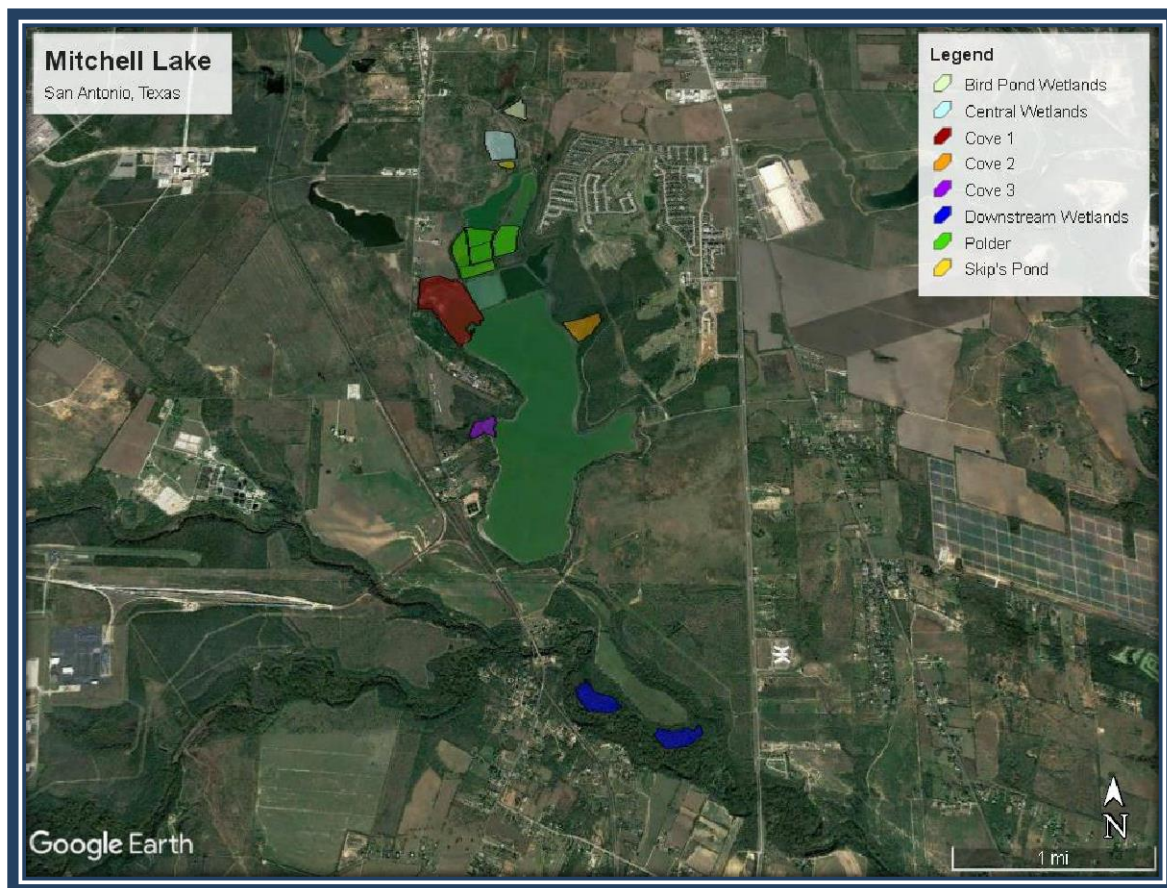 Mitchell Lake
San Antonio, Texas
Legend
Bird Pond Wetlands
Central Wetlands
Cove 1
Cove 2
Cove 3
Downstream Wetlands
Polder
Skip's Pond
Google Earth
N
1 mi